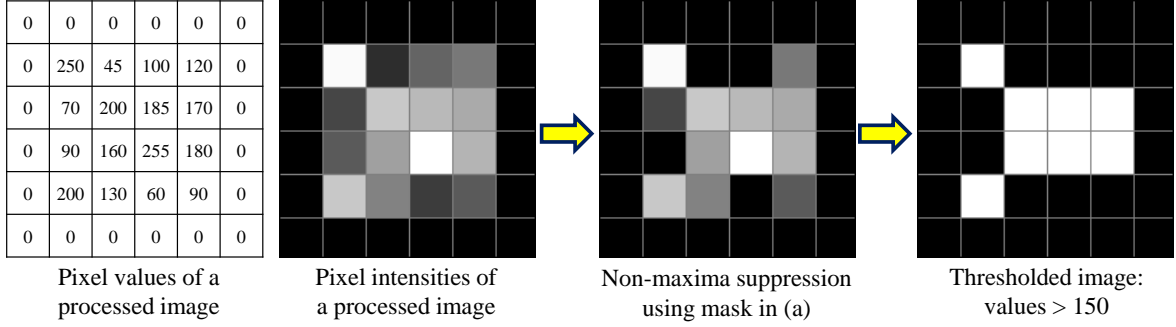 0 0 0 0 0 0
0 250 45 100 120 0
0 70 200 185 170 0
0 90 160 255 180 0
0 200 130 60 90 0
0 0 0 0 0 0
Pixel values of a
processed image
Pixel intensities of
a processed image
Non-maxima suppression
using mask in (a)
Thresholded image:
values > 150